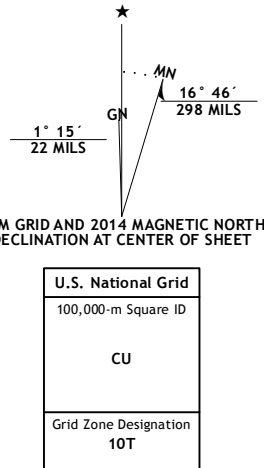 ★
MN
GN
16° 46´
298 MILS
1° 15´
22 MILS
M GRID AND 2014 MAGNETIC NORTH
DECLINATION AT CENTER OF SHEET
U.S. National Grid
100,000-m Square ID
CU
Grid Zone Designation
10T